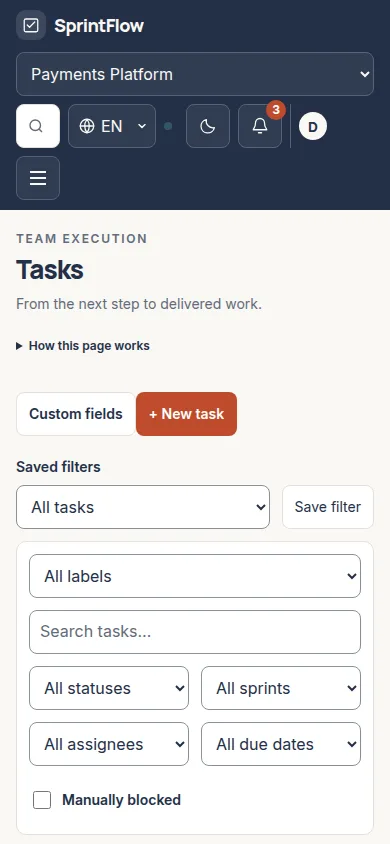 SprintFlow
Payments Platform
EN
3
D
TEAM EXECUTION
Tasks
From the next step to delivered work.
How this page works
Custom fields
+ New task
Saved filters
All tasks
Save filter
All labels
Search tasks...
All statuses
All sprints
All assignees
All due dates
Manually blocked